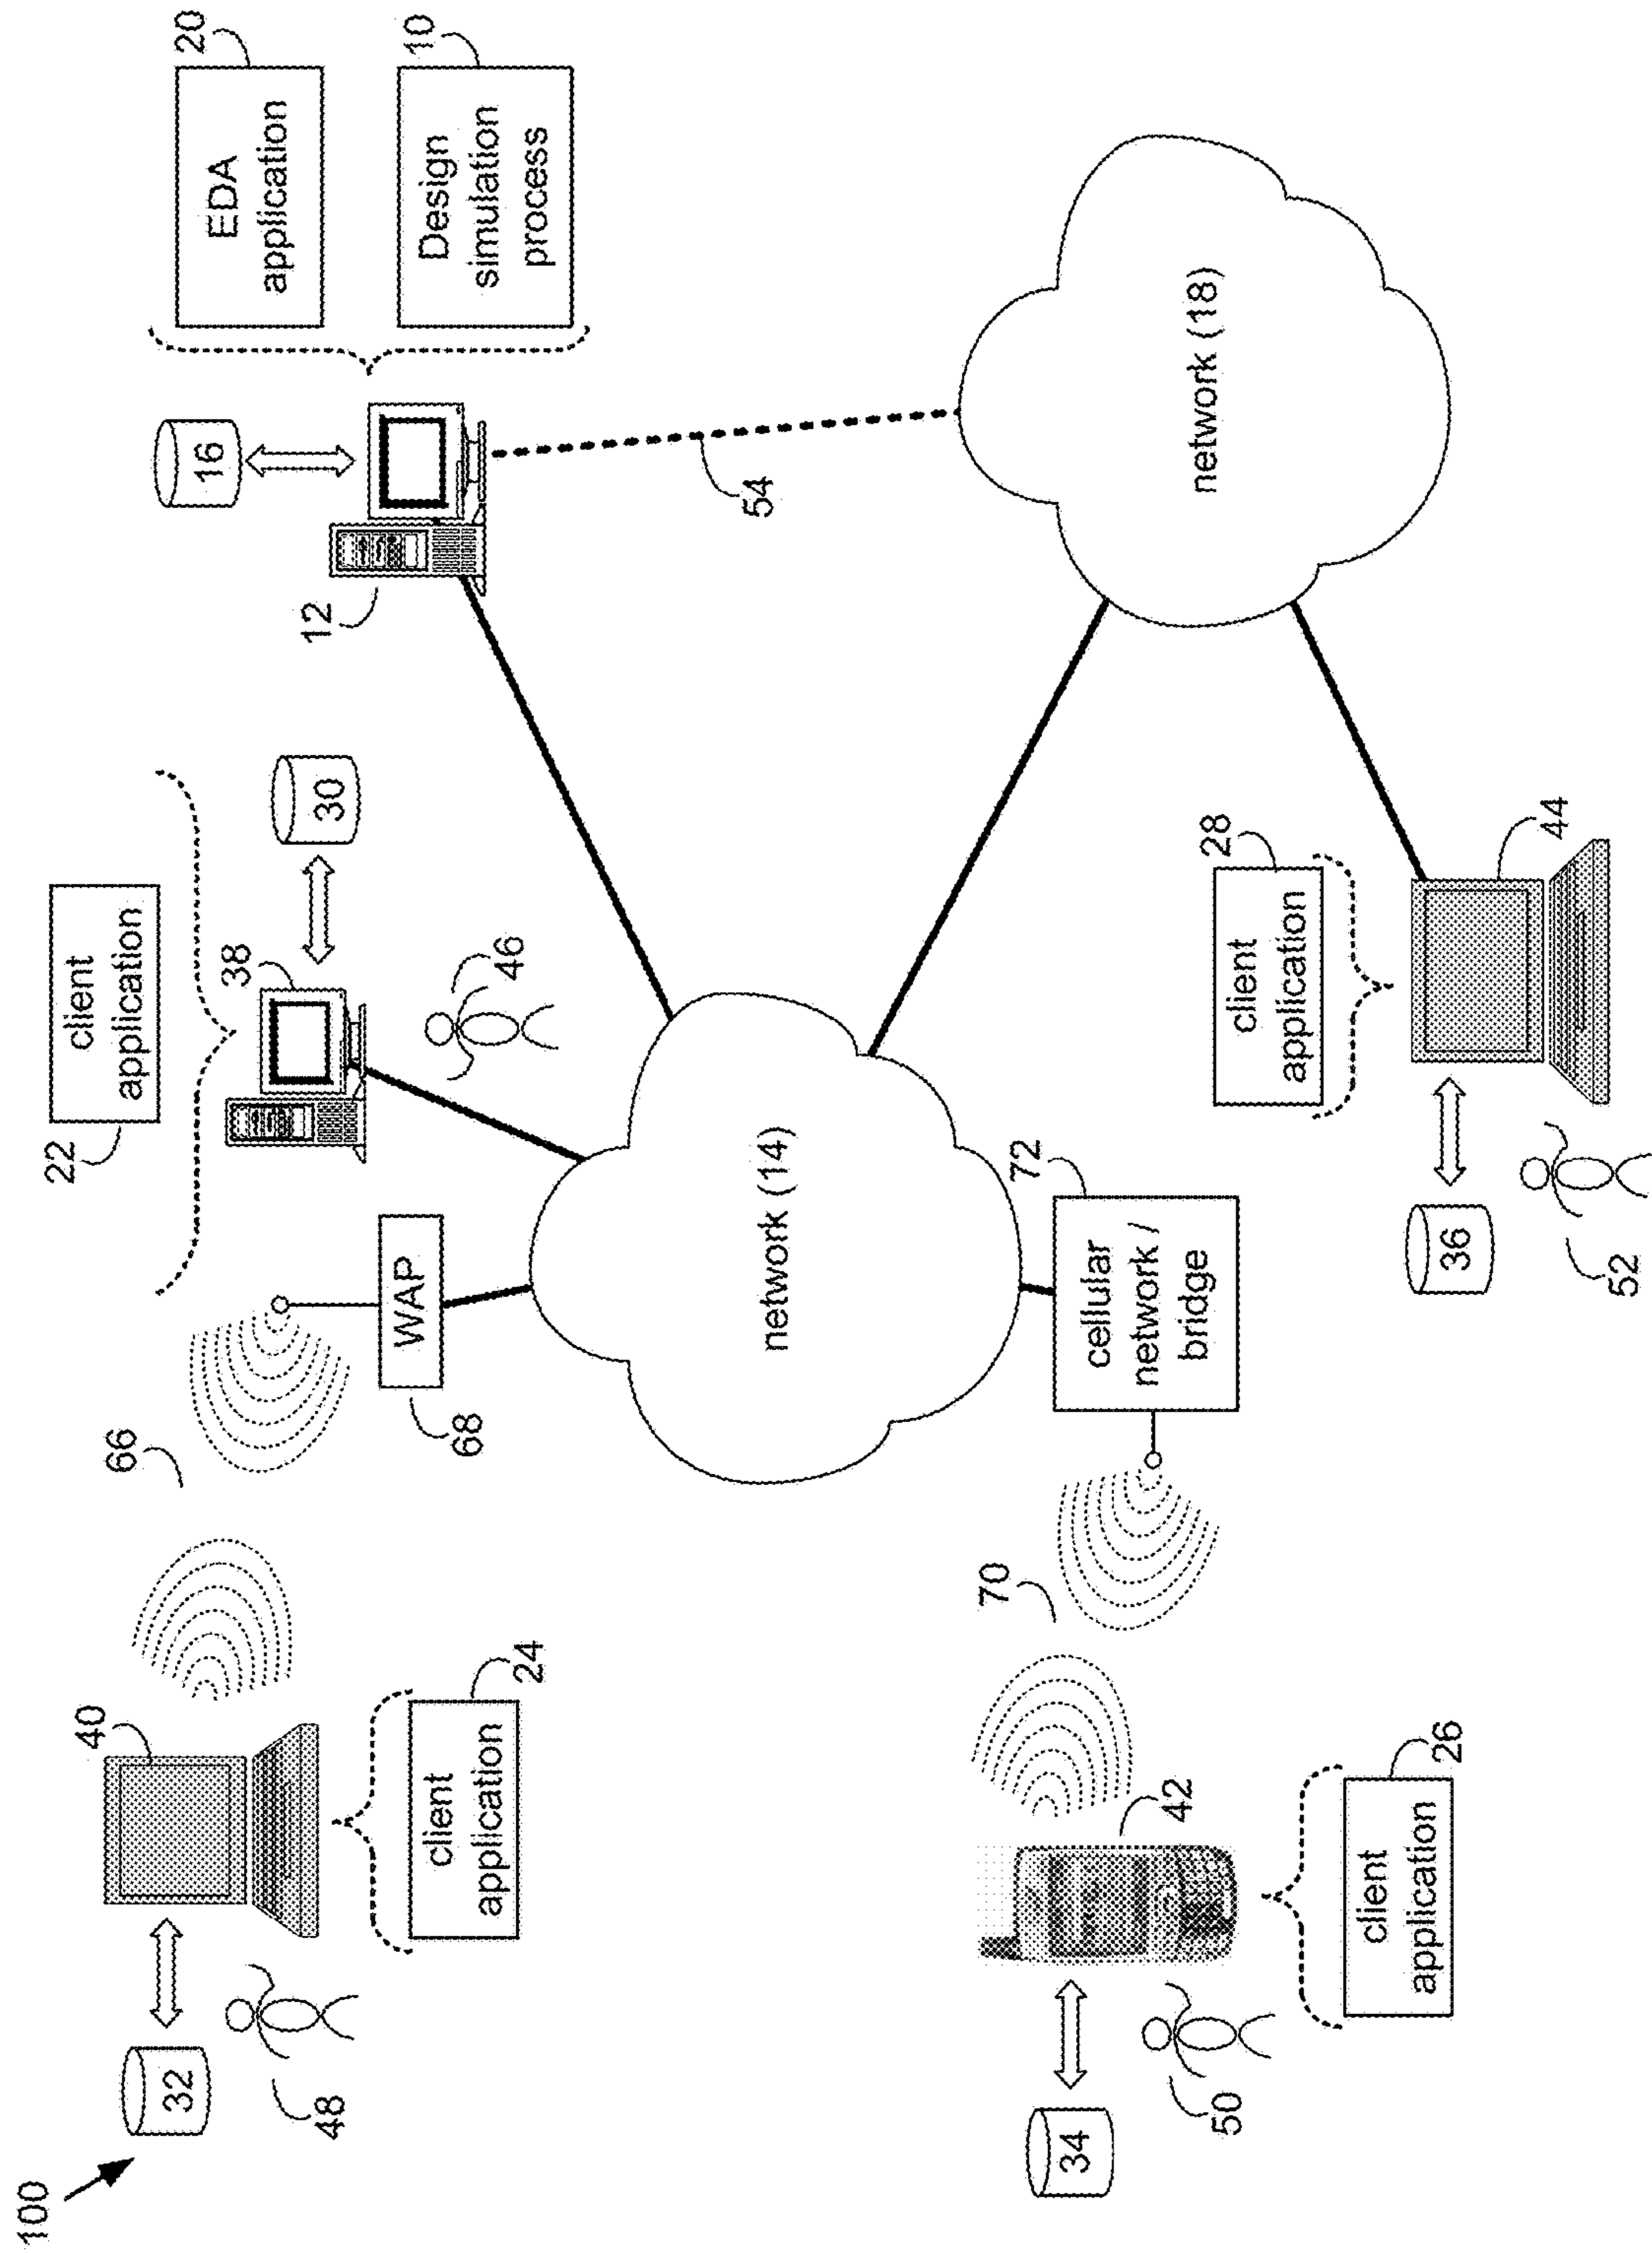 100
32
48
40
client
application
24
66
WAP
68
22
client
application
38
30
46
16
12
20
EDA
application
10
Design
simulation
process
54
network (14)
network (18)
34
50
42
client
application
26
70
72
cellular
network /
bridge
28
client
application
44
36
52